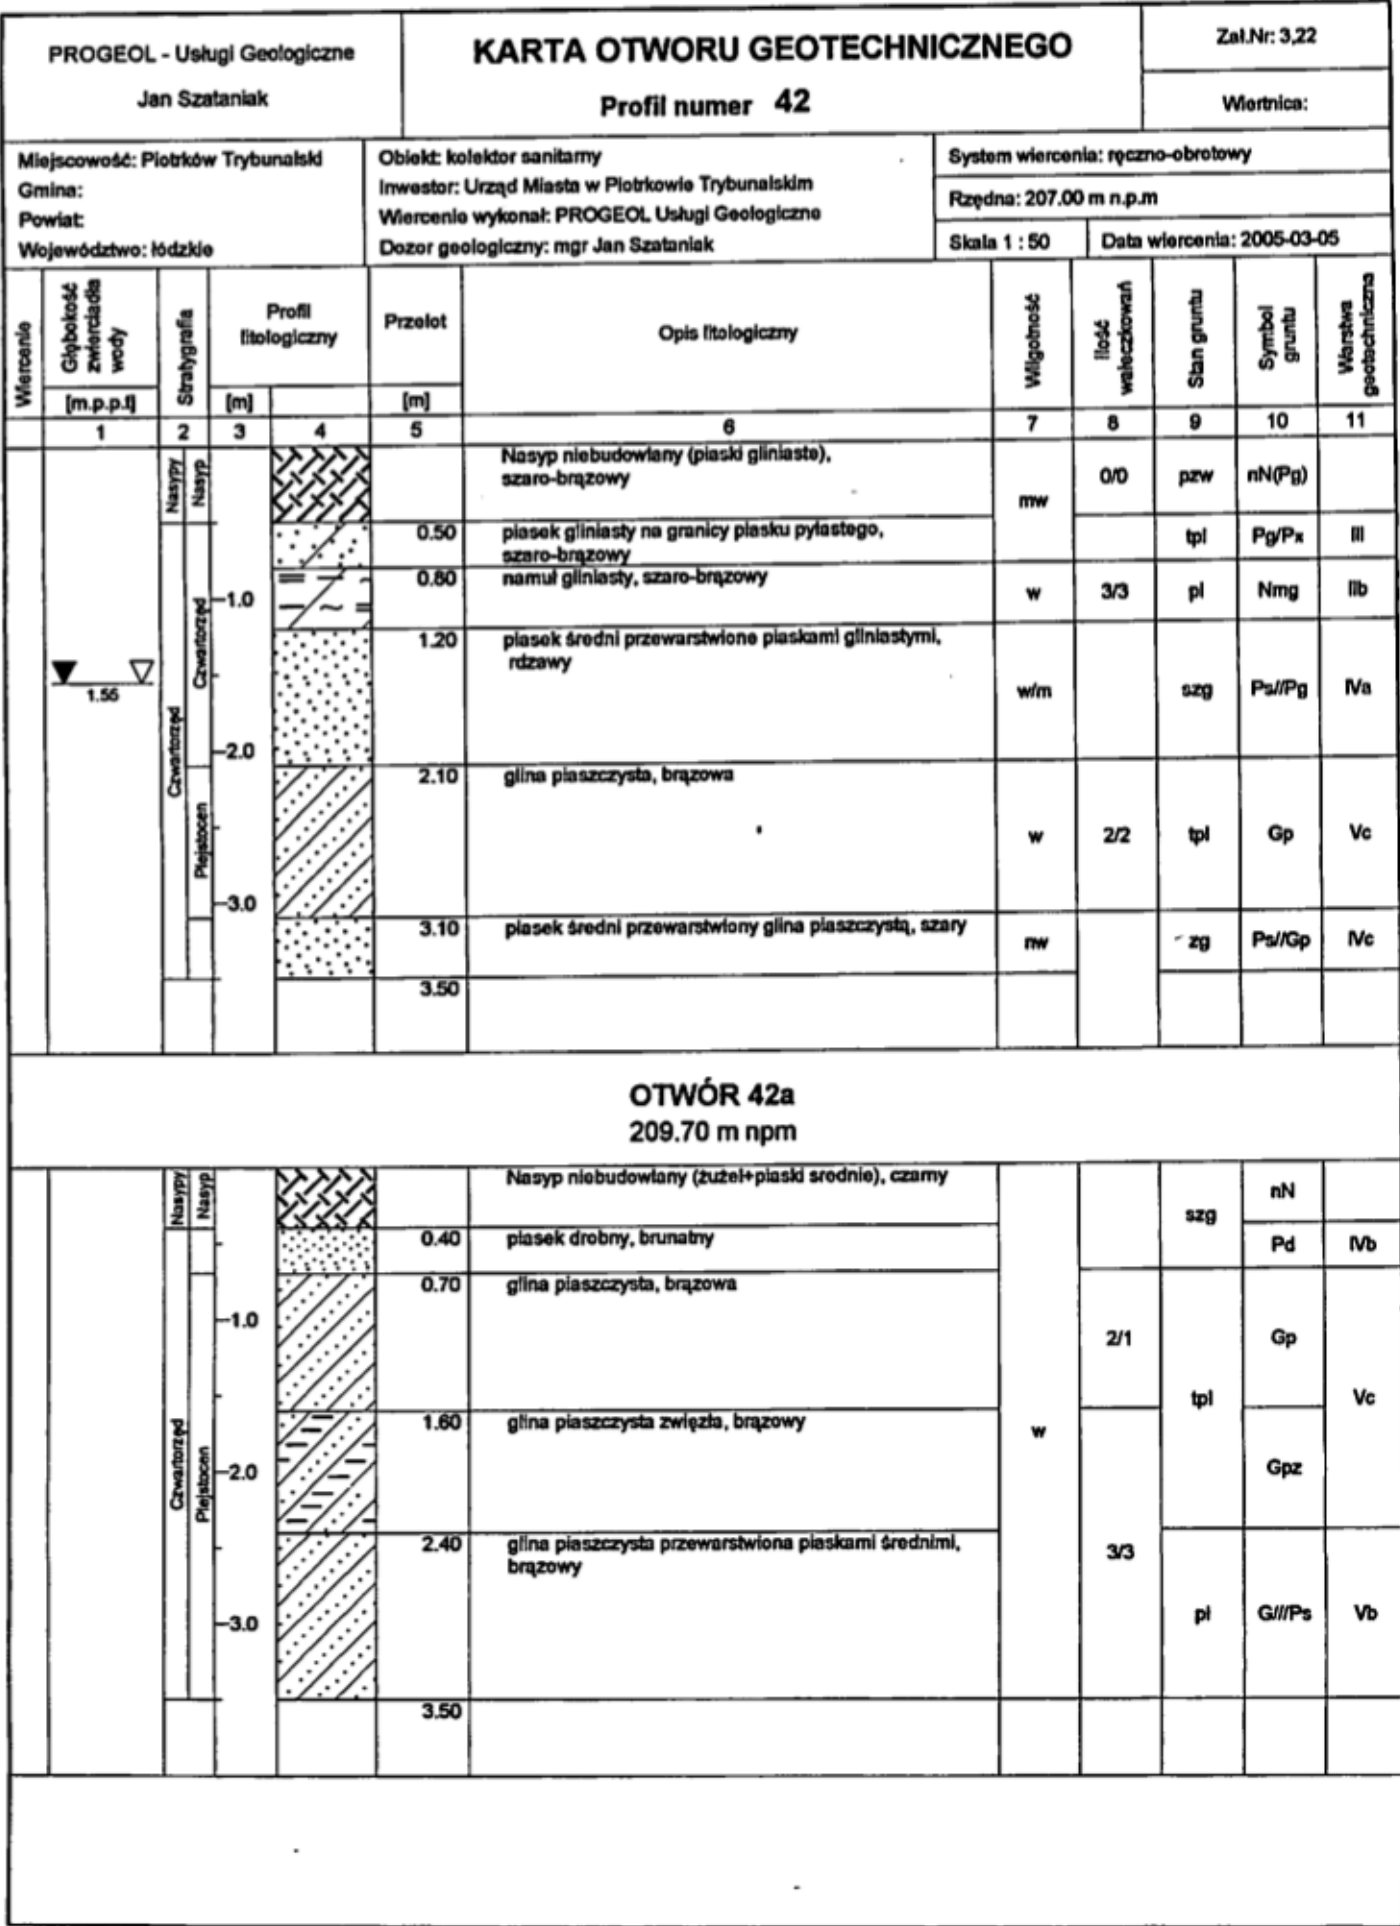 PROGEOL - Usługi Geologiczne
Jan Szataniak
KARTA OTWORU GEOTECHNICZNEGO
Profil numer 42
Zał.Nr: 3,22
Wiertnica:
Miejscowość: Piotrków Trybunalski
Gmina:
Powiat:
Województwo: łódzkie
Obiekt: kolektor sanitarny
Inwestor: Urząd Miasta w Piotrkowie Trybunalskim
Wiercenie wykonał: PROGEOL Usługi Geologiczne
Dozór geologiczny: mgr Jan Szataniak
System wiercenia: ręczno-obrotowy
Rzędna: 207.00 m n.p.m
Skala 1 : 50
Data wiercenia: 2005-03-05
Wiercenie
Głębokość zwierciadła wody
[m.p.p.t]
Stratygrafia
Profil litologiczny
[m]
Przelot
[m]
Opis litologiczny
Wilgotność
Ilość wałeczkowań
Stan gruntu
Symbol gruntu
Warstwa geotechniczna
1 2 3 4 5 6 7 8 9 10 11
Nasypy Nasyp
Nasyp niebudowlany (piaski gliniaste),
szaro-brązowy
mw 0/0 pzw nN(Pg)
0.50 piasek gliniasty na granicy piasku pylastego,
szaro-brązowy
tpl Pg/Pπ III
0.80 namuł gliniasty, szaro-brązowy
w 3/3 pl Nmg IIb
-1.0
Czwartorzęd
Czwartorzęd
1.20 piasek średni przewarstwione piaskami gliniastymi,
rdzawy
1.55
w/m szg Ps//Pg IVa
-2.0
2.10 glina piaszczysta, brązowa
Plejstocen
w 2/2 tpl Gp Vc
-3.0
3.10 piasek średni przewarstwiony glina piaszczystą, szary
nw zg Ps//Gp IVc
3.50
OTWÓR 42a
209.70 m npm
Nasypy Nasyp
Nasyp niebudowlany (żużel+piaski srednie), czarny
szg nN
0.40 piasek drobny, brunatny
Pd IVb
0.70 glina piaszczysta, brązowa
-1.0
2/1 Gp
tpl Vc
1.60 glina piaszczysta zwięzła, brązowy
w
Czwartorzęd
Plejstocen
-2.0
Gpz
2.40 glina piaszczysta przewarstwiona piaskami średnimi,
brązowy
3/3
-3.0
pl G///Ps Vb
3.50